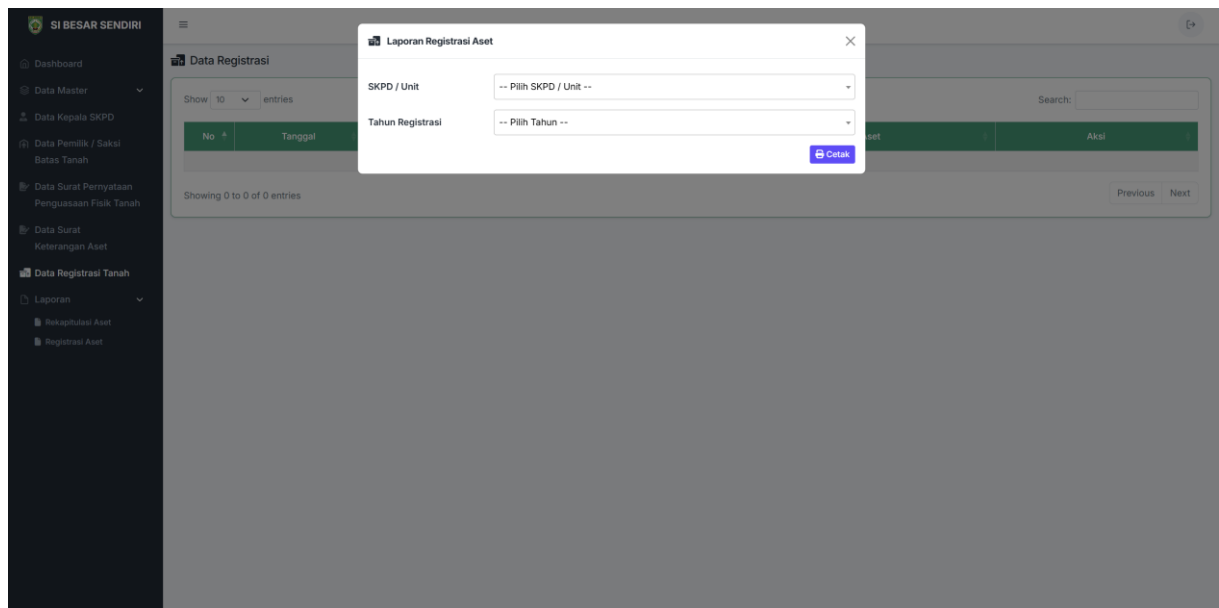 SI BESAR SENDIRI
Dashboard
Data Master
Data Kepala SKPD
Data Pemilik / Saksi
Batas Tanah
Data Surat Pernyataan
Penguasaan Fisik Tanah
Data Surat
Keterangan Aset
Data Registrasi Tanah
Laporan
Rekapitulasi Aset
Registrasi Aset
Data Registrasi
Show 10 entries
Search:
No Tanggal
set
Aksi
Showing 0 to 0 of 0 entries
Previous Next
Laporan Registrasi Aset
SKPD / Unit
-- Pilih SKPD / Unit --
Tahun Registrasi
-- Pilih Tahun --
Cetak